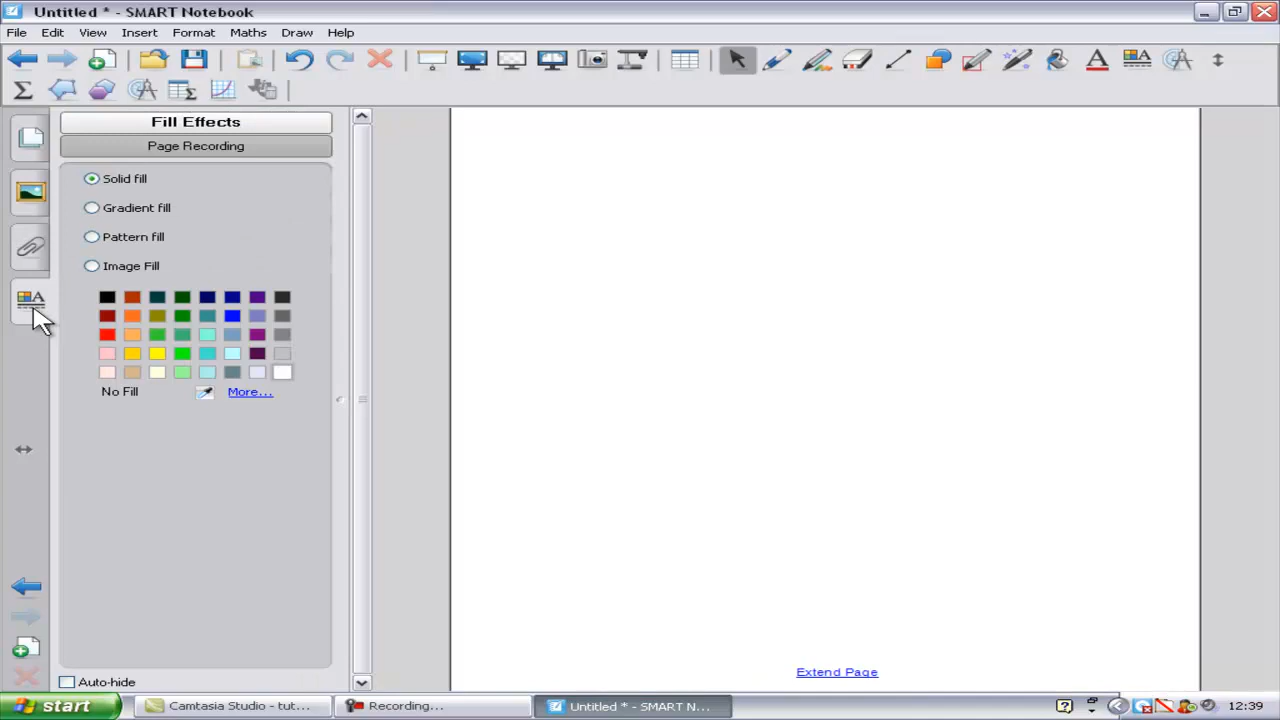 Untitled * - SMART Notebook
File Edit View Insert Format Maths Draw Help
Fill Effects
Page Recording
Solid fill
Gradient fill
Pattern fill
Image Fill
No Fill More...
Extend Page
Auto-hide
start Camtasia Studio - tut... Recording... Untitled * - SMART N... 12:39